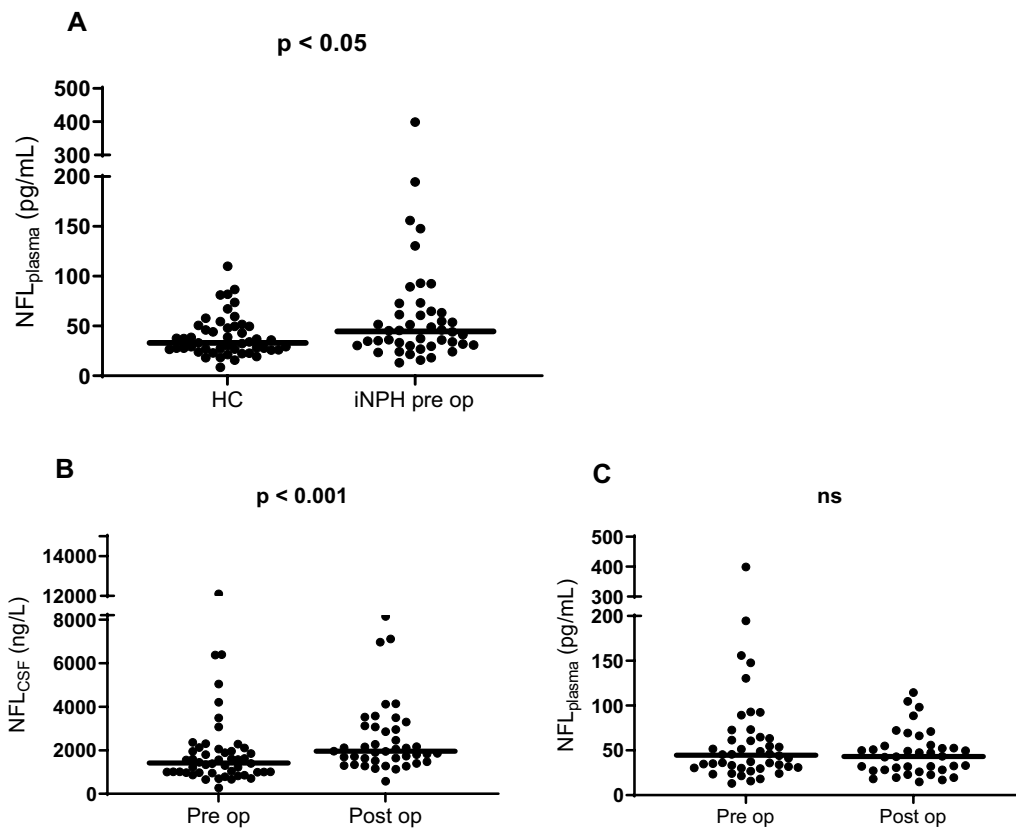 A
p < 0.05
NFLplasma (pg/mL)
500
400
300
200
150
100
50
0
HC iNPH pre op
B
p < 0.001
NFLCSF (ng/L)
14000
12000
8000
6000
4000
2000
0
Pre op Post op
C
ns
NFLplasma (pg/mL)
500
400
300
200
150
100
50
0
Pre op Post op